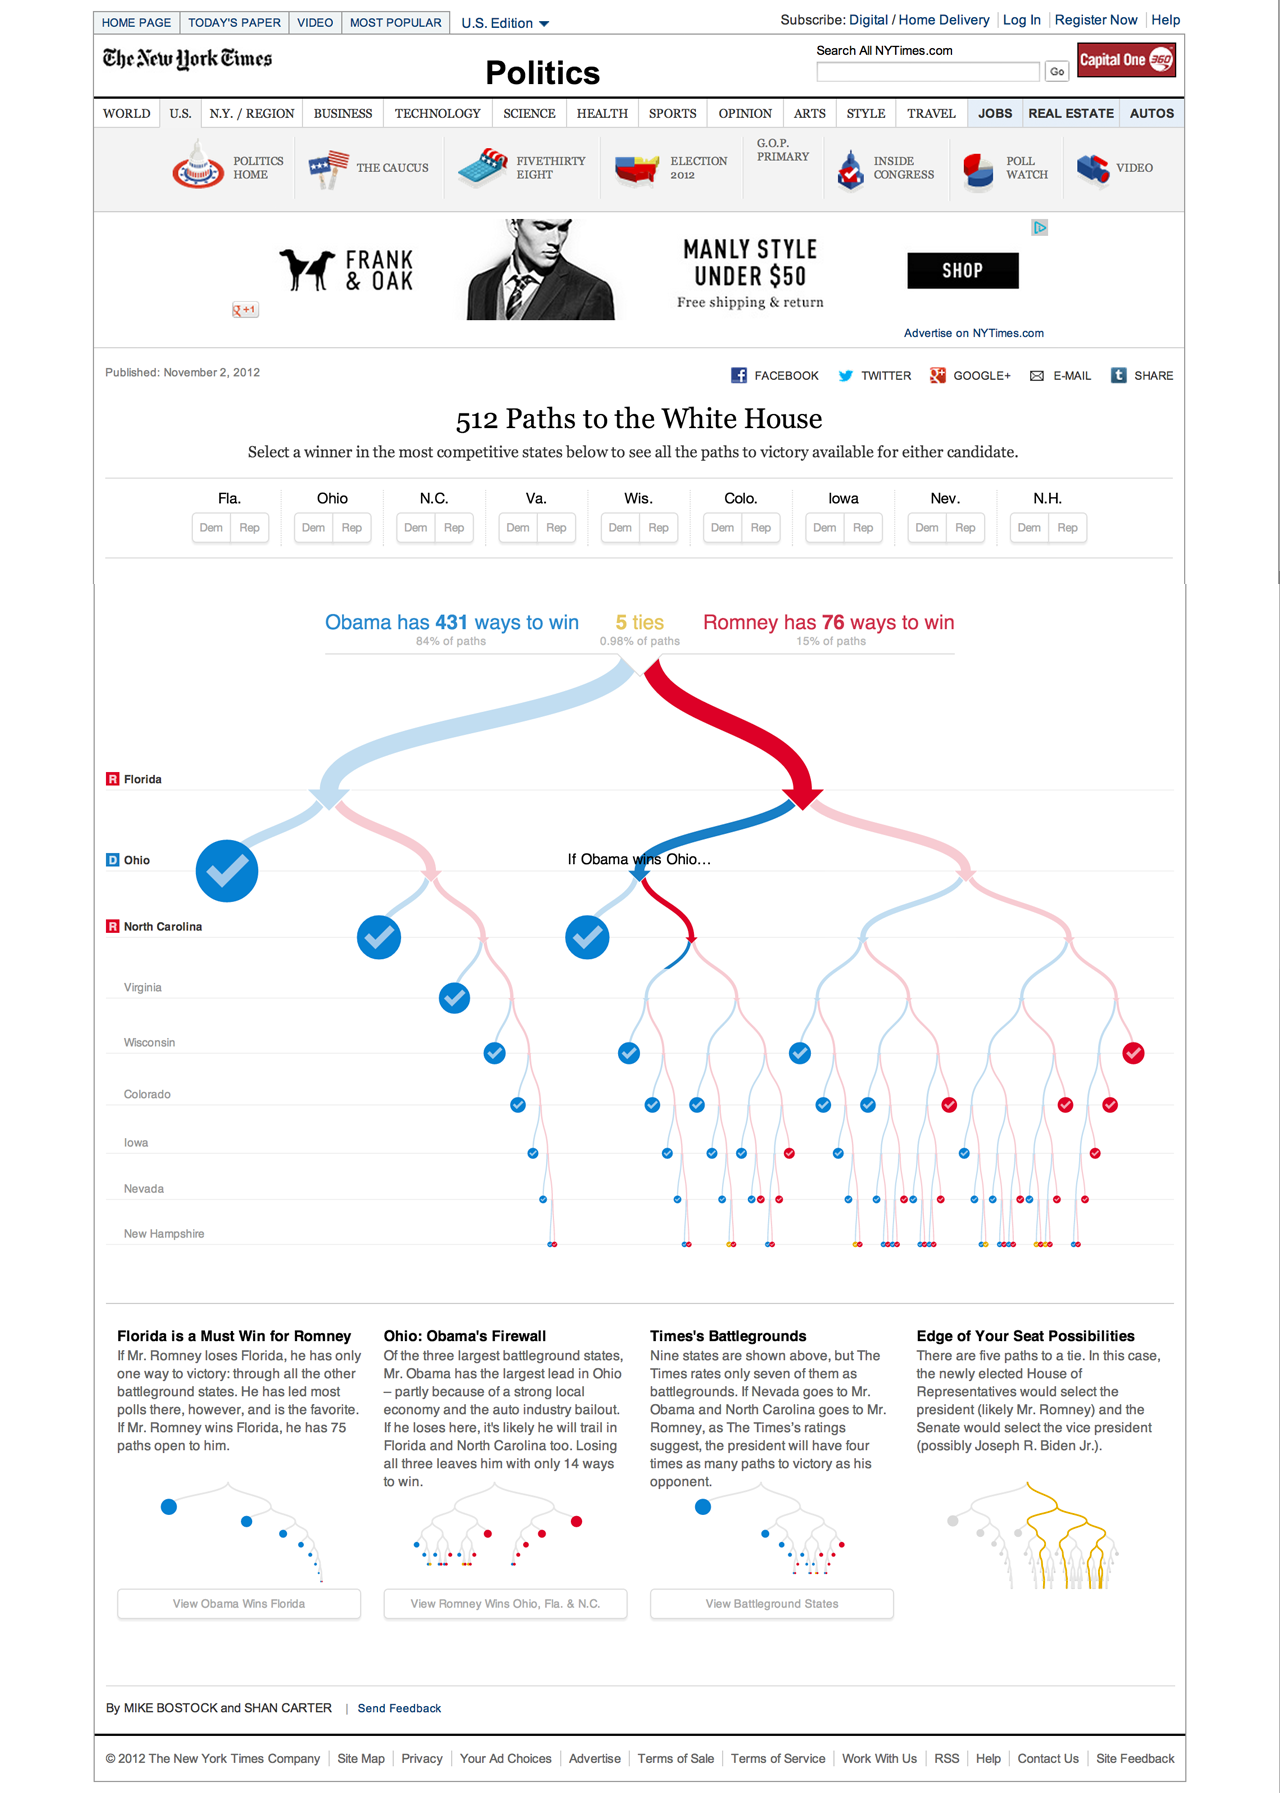 HOME PAGE TODAY'S PAPER VIDEO MOST POPULAR U.S. Edition
Subscribe: Digital / Home Delivery Log In Register Now Help
The New York Times
Politics
Search All NYTimes.com
Go
Capital One 360
WORLD U.S. N.Y. / REGION BUSINESS TECHNOLOGY SCIENCE HEALTH SPORTS OPINION ARTS STYLE TRAVEL JOBS REAL ESTATE AUTOS
POLITICS
HOME
THE CAUCUS
FIVETHIRTY
EIGHT
ELECTION
2012
G.O.P.
PRIMARY
INSIDE
CONGRESS
POLL
WATCH
VIDEO
FRANK
& OAK
MANLY STYLE
UNDER $50
Free shipping & return
SHOP
+1
Advertise on NYTimes.com
Published: November 2, 2012
FACEBOOK TWITTER GOOGLE+ E-MAIL SHARE
512 Paths to the White House
Select a winner in the most competitive states below to see all the paths to victory available for either candidate.
Fla. Ohio N.C. Va. Wis. Colo. Iowa Nev. N.H.
Dem Rep Dem Rep Dem Rep Dem Rep Dem Rep Dem Rep Dem Rep Dem Rep Dem Rep
Obama has 431 ways to win
84% of paths
5 ties
0.98% of paths
Romney has 76 ways to win
15% of paths
R Florida
D Ohio
If Obama wins Ohio…
R North Carolina
Virginia
Wisconsin
Colorado
Iowa
Nevada
New Hampshire
Florida is a Must Win for Romney
If Mr. Romney loses Florida, he has only
one way to victory: through all the other
battleground states. He has led most
polls there, however, and is the favorite.
If Mr. Romney wins Florida, he has 75
paths open to him.
View Obama Wins Florida
Ohio: Obama's Firewall
Of the three largest battleground states,
Mr. Obama has the largest lead in Ohio
– partly because of a strong local
economy and the auto industry bailout.
If he loses here, it's likely he will trail in
Florida and North Carolina too. Losing
all three leaves him with only 14 ways
to win.
View Romney Wins Ohio, Fla. & N.C.
Times's Battlegrounds
Nine states are shown above, but The
Times rates only seven of them as
battlegrounds. If Nevada goes to Mr.
Obama and North Carolina goes to Mr.
Romney, as The Times's ratings
suggest, the president will have four
times as many paths to victory as his
opponent.
View Battleground States
Edge of Your Seat Possibilities
There are five paths to a tie. In this case,
the newly elected House of
Representatives would select the
president (likely Mr. Romney) and the
Senate would select the vice president
(possibly Joseph R. Biden Jr.).
By MIKE BOSTOCK and SHAN CARTER | Send Feedback
© 2012 The New York Times Company Site Map Privacy Your Ad Choices Advertise Terms of Sale Terms of Service Work With Us RSS Help Contact Us Site Feedback